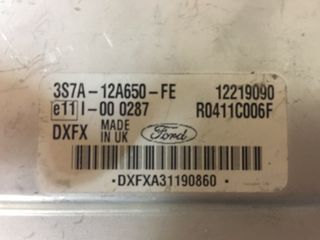 3S7A-12A650-FE 12219090
e11 I-00 0287 R0411C006F
DXFX MADE IN UK Ford
·DXFXA31190860·